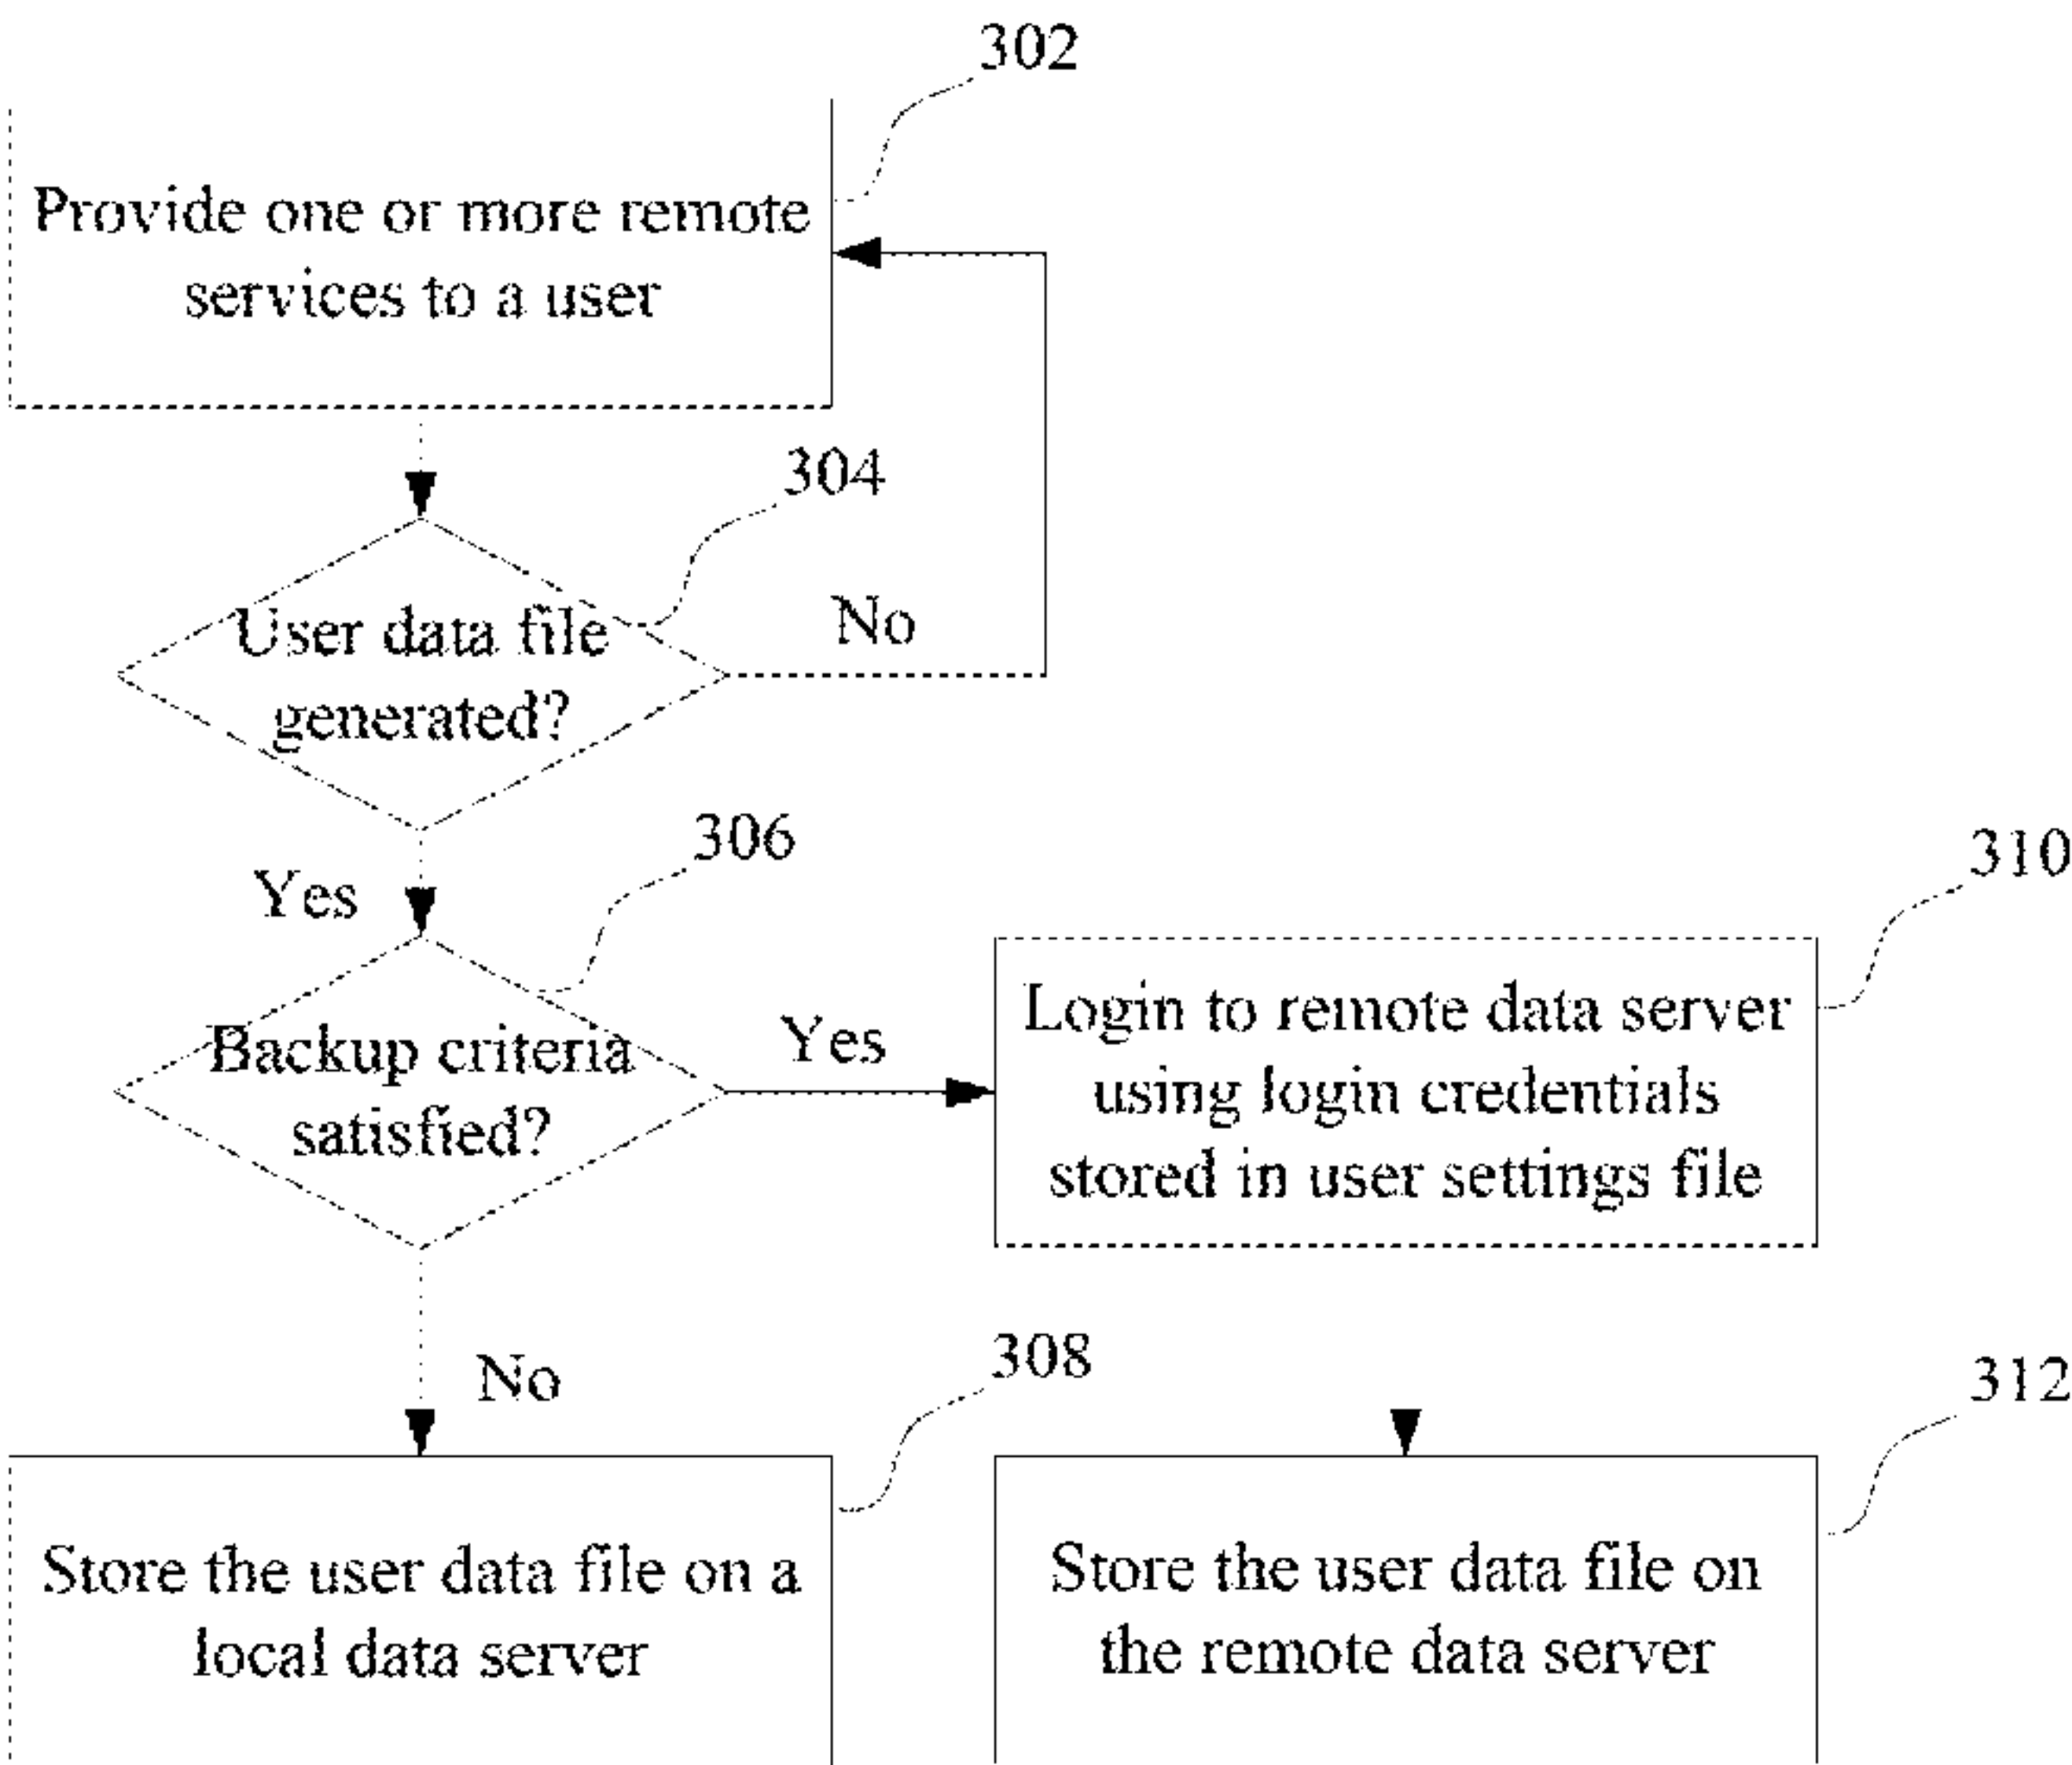 302
Provide one or more remote
services to a user
304
User data file
generated?
No
Yes
306
Backup criteria
satisfied?
Yes
310
Login to remote data server
using login credentials
stored in user settings file
No
308
Store the user data file on a
local data server
312
Store the user data file on
the remote data server